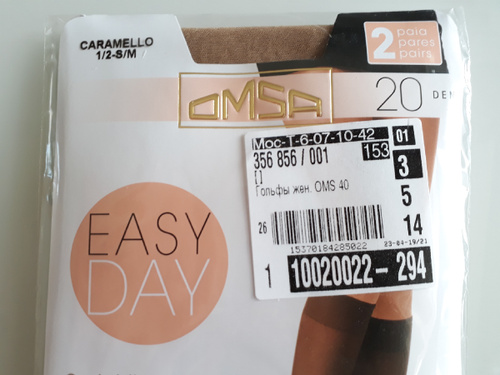 CARAMELLO
1/2-S/M
2 paia
pares
pairs
OMSA
20 DEN
Мос-1-6-07-10-42 01
356 856 / 001 153
[]
Гольфы жен. OMS 40
3
5
26
14
15370184285022 23-04-19/21
1 10020022-294
EASY
DAY